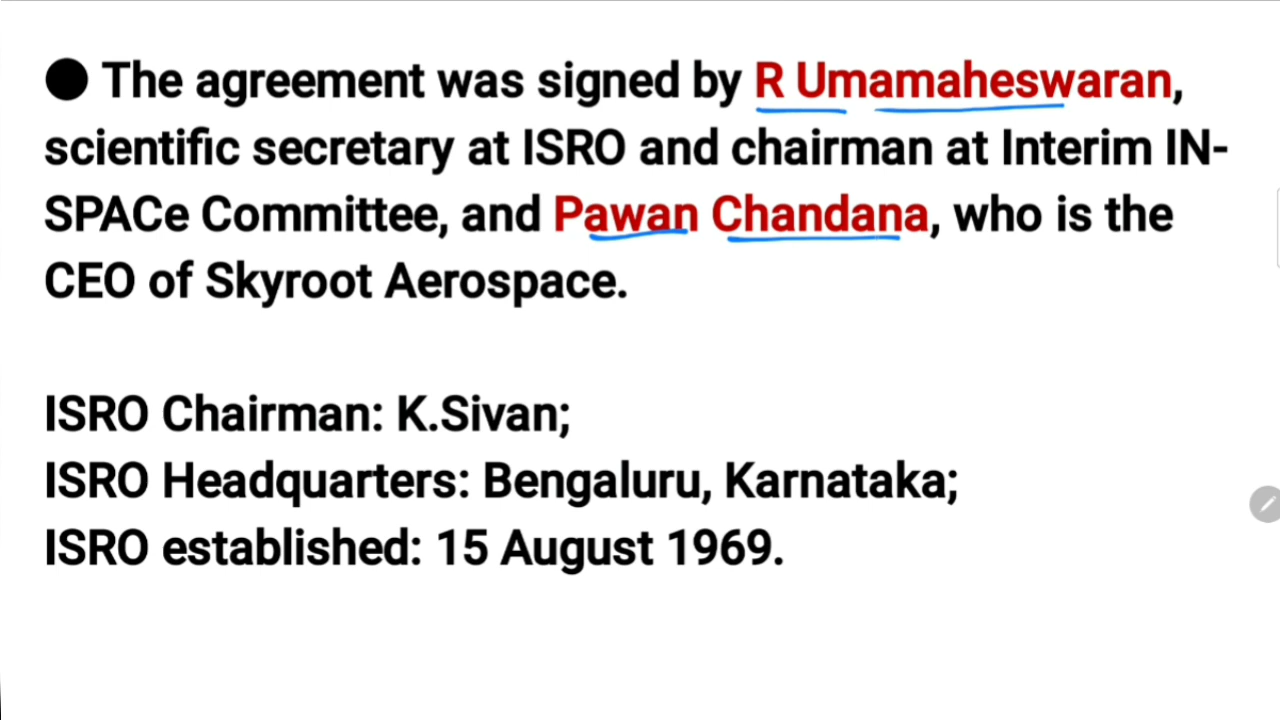 ● The agreement was signed by R Umamaheswaran,
scientific secretary at ISRO and chairman at Interim IN-
SPACe Committee, and Pawan Chandana, who is the
CEO of Skyroot Aerospace.
ISRO Chairman: K.Sivan;
ISRO Headquarters: Bengaluru, Karnataka;
ISRO established: 15 August 1969.